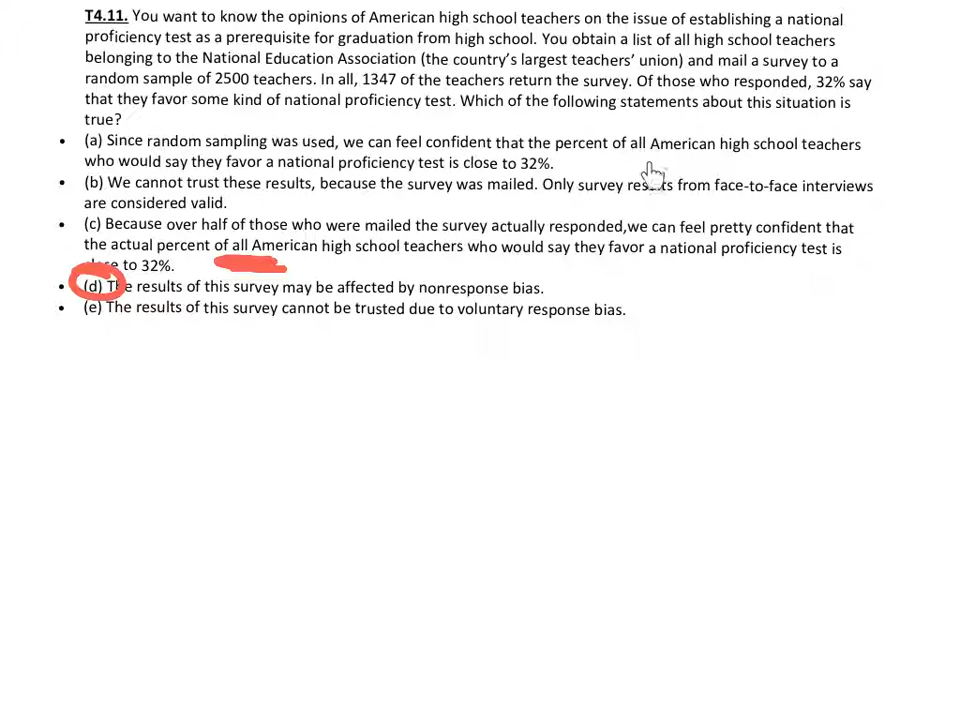 T4.11. You want to know the opinions of American high school teachers on the issue of establishing a national
proficiency test as a prerequisite for graduation from high school. You obtain a list of all high school teachers
belonging to the National Education Association (the country's largest teachers' union) and mail a survey to a
random sample of 2500 teachers. In all, 1347 of the teachers return the survey. Of those who responded, 32% say
that they favor some kind of national proficiency test. Which of the following statements about this situation is
true?
• (a) Since random sampling was used, we can feel confident that the percent of all American high school teachers
who would say they favor a national proficiency test is close to 32%.
• (b) We cannot trust these results, because the survey was mailed. Only survey results from face-to-face interviews
are considered valid.
• (c) Because over half of those who were mailed the survey actually responded,we can feel pretty confident that
the actual percent of all American high school teachers who would say they favor a national proficiency test is
close to 32%.
• (d) The results of this survey may be affected by nonresponse bias.
• (e) The results of this survey cannot be trusted due to voluntary response bias.